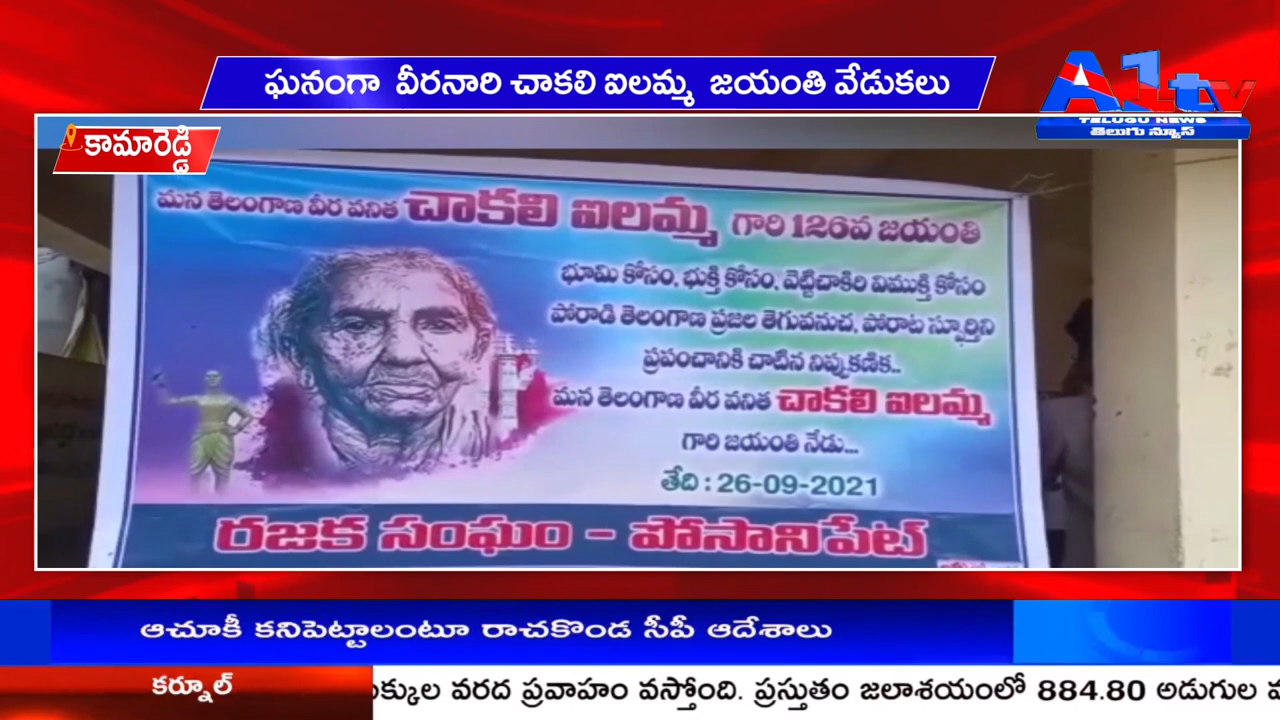 ఘనంగా వీరనారి చాకలి ఐలమ్మ జయంతి వేడుకలు
A1tv
TELUGU NEWS
తెలుగు న్యూస్
కామారెడ్డి
మన తెలంగాణ వీర వనిత చాకలి ఐలమ్మ గారి 126వ జయంతి
భూమి కోసం, భుక్తి కోసం, వెట్టిచాకిరి విముక్తి కోసం
పోరాడి తెలంగాణ ప్రజల తెగువనుచ, పోరాట స్ఫూర్తిని
ప్రపంచానికి చాటిన నిప్పుకణిక..
మన తెలంగాణ వీర వనిత చాకలి ఐలమ్మ
గారి జయంతి నేడు...
తేది : 26-09-2021
రజక సంఘం - పోసానిపేట్
ఆచూకీ కనిపెట్టాలంటూ రాచకొండ సీపీ ఆదేశాలు
కర్నూల్
క్కుల వరద ప్రవాహం వస్తోంది. ప్రస్తుతం జలాశయంలో 884.80 అడుగుల